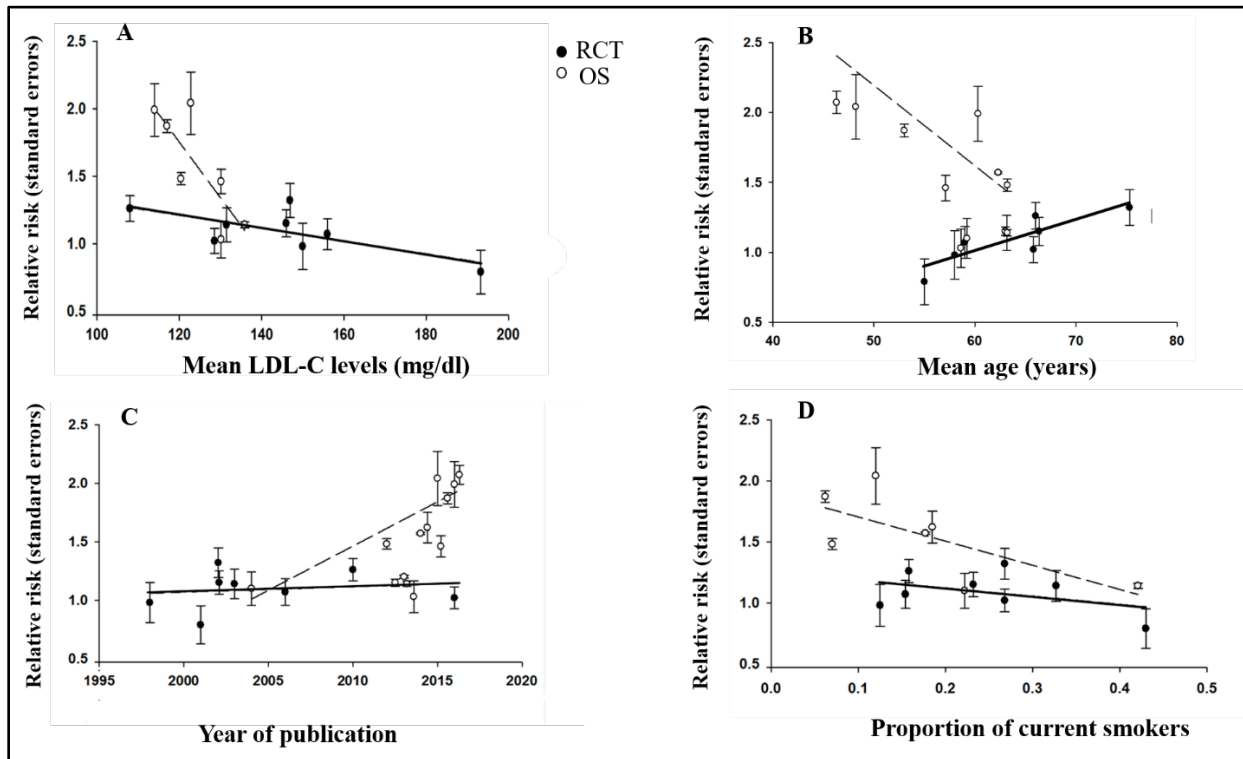 A
RCT
OS
Relative risk (standard errors)
2.5
2.0
1.5
1.0
0.5
100 120 140 160 180 200
Mean LDL-C levels (mg/dl)
B
Relative risk (standard errors)
2.5
2.0
1.5
1.0
0.5
40 50 60 70 80
Mean age (years)
C
Relative risk (standard errors)
2.5
2.0
1.5
1.0
0.5
1995 2000 2005 2010 2015 2020
Year of publication
D
Relative risk (standard errors)
2.5
2.0
1.5
1.0
0.5
0.0 0.1 0.2 0.3 0.4 0.5
Proportion of current smokers